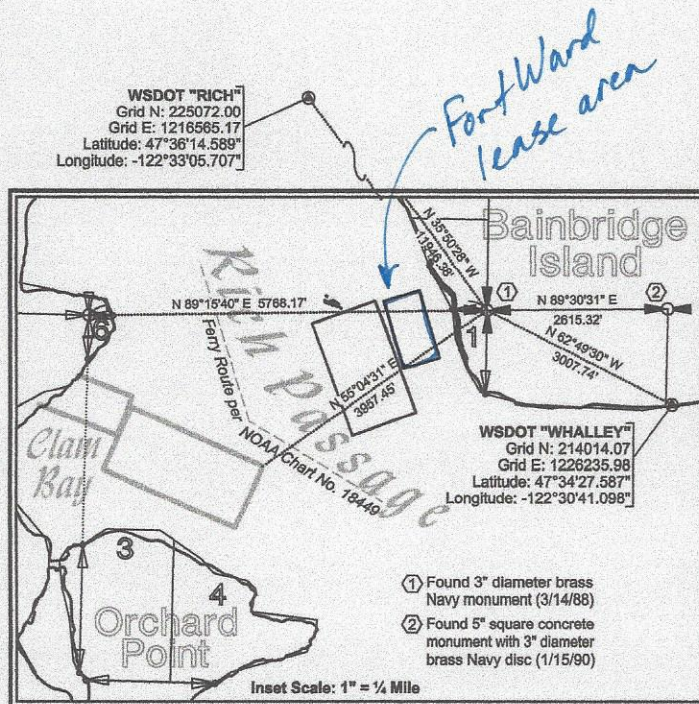 Fort Ward
lease area
WSDOT "RICH"
Grid N: 225072.00
Grid E: 1216565.17
Latitude: 47°36'14.589"
Longitude: -122°33'05.707"
Bainbridge
Island
N 35°50'28" W
11946.38'
N 89°15'40" E 5768.17'
1
N 89°30'31" E
2
2615.32'
6
1
N 62°49'30" W
3007.74'
Rich Passage
Ferry Route per
NOAA Chart No. 18449
N 55°04'31" E
3957.45'
Clam
Bay
WSDOT "WHALLEY"
Grid N: 214014.07
Grid E: 1226235.98
Latitude: 47°34'27.587"
Longitude: -122°30'41.098"
3
4
Orchard
Point
1 Found 3" diameter brass
Navy monument (3/14/88)
2 Found 5" square concrete
monument with 3" diameter
brass Navy disc (1/15/90)
Inset Scale: 1" = ¼ Mile